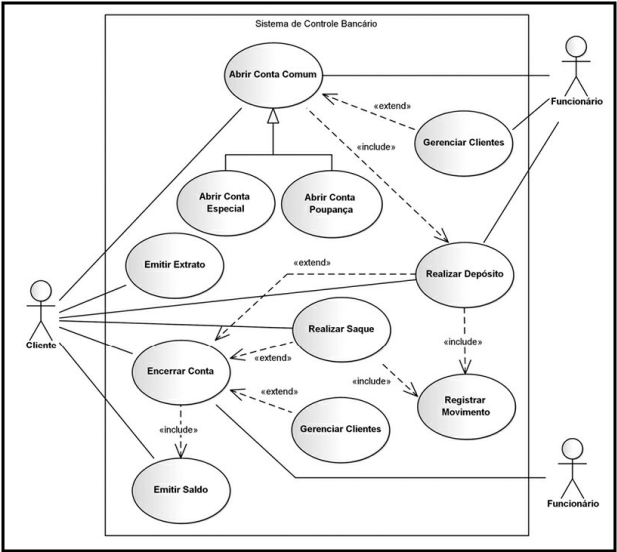 Sistema de Controle Bancário
Abrir Conta Comum
Funcionário
«extend»
«include»
Gerenciar Clientes
Abrir Conta
Especial
Abrir Conta
Poupança
Emitir Extrato
«extend»
Realizar Depósito
Cliente
Realizar Saque
«include»
«extend»
Encerrar Conta
«include»
«extend»
Registrar
Movimento
«include»
Gerenciar Clientes
Emitir Saldo
Funcionário